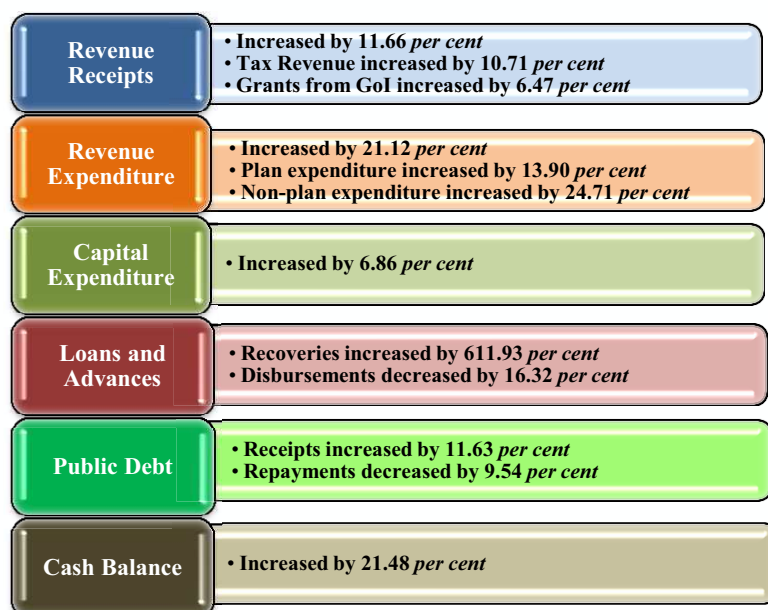 Revenue
Receipts
• Increased by 11.66 per cent
• Tax Revenue increased by 10.71 per cent
• Grants from GoI increased by 6.47 per cent
Revenue
Expenditure
• Increased by 21.12 per cent
• Plan expenditure increased by 13.90 per cent
• Non-plan expenditure increased by 24.71 per cent
Capital
Expenditure
• Increased by 6.86 per cent
Loans and
Advances
• Recoveries increased by 611.93 per cent
• Disbursements decreased by 16.32 per cent
Public Debt
• Receipts increased by 11.63 per cent
• Repayments decreased by 9.54 per cent
Cash Balance
• Increased by 21.48 per cent